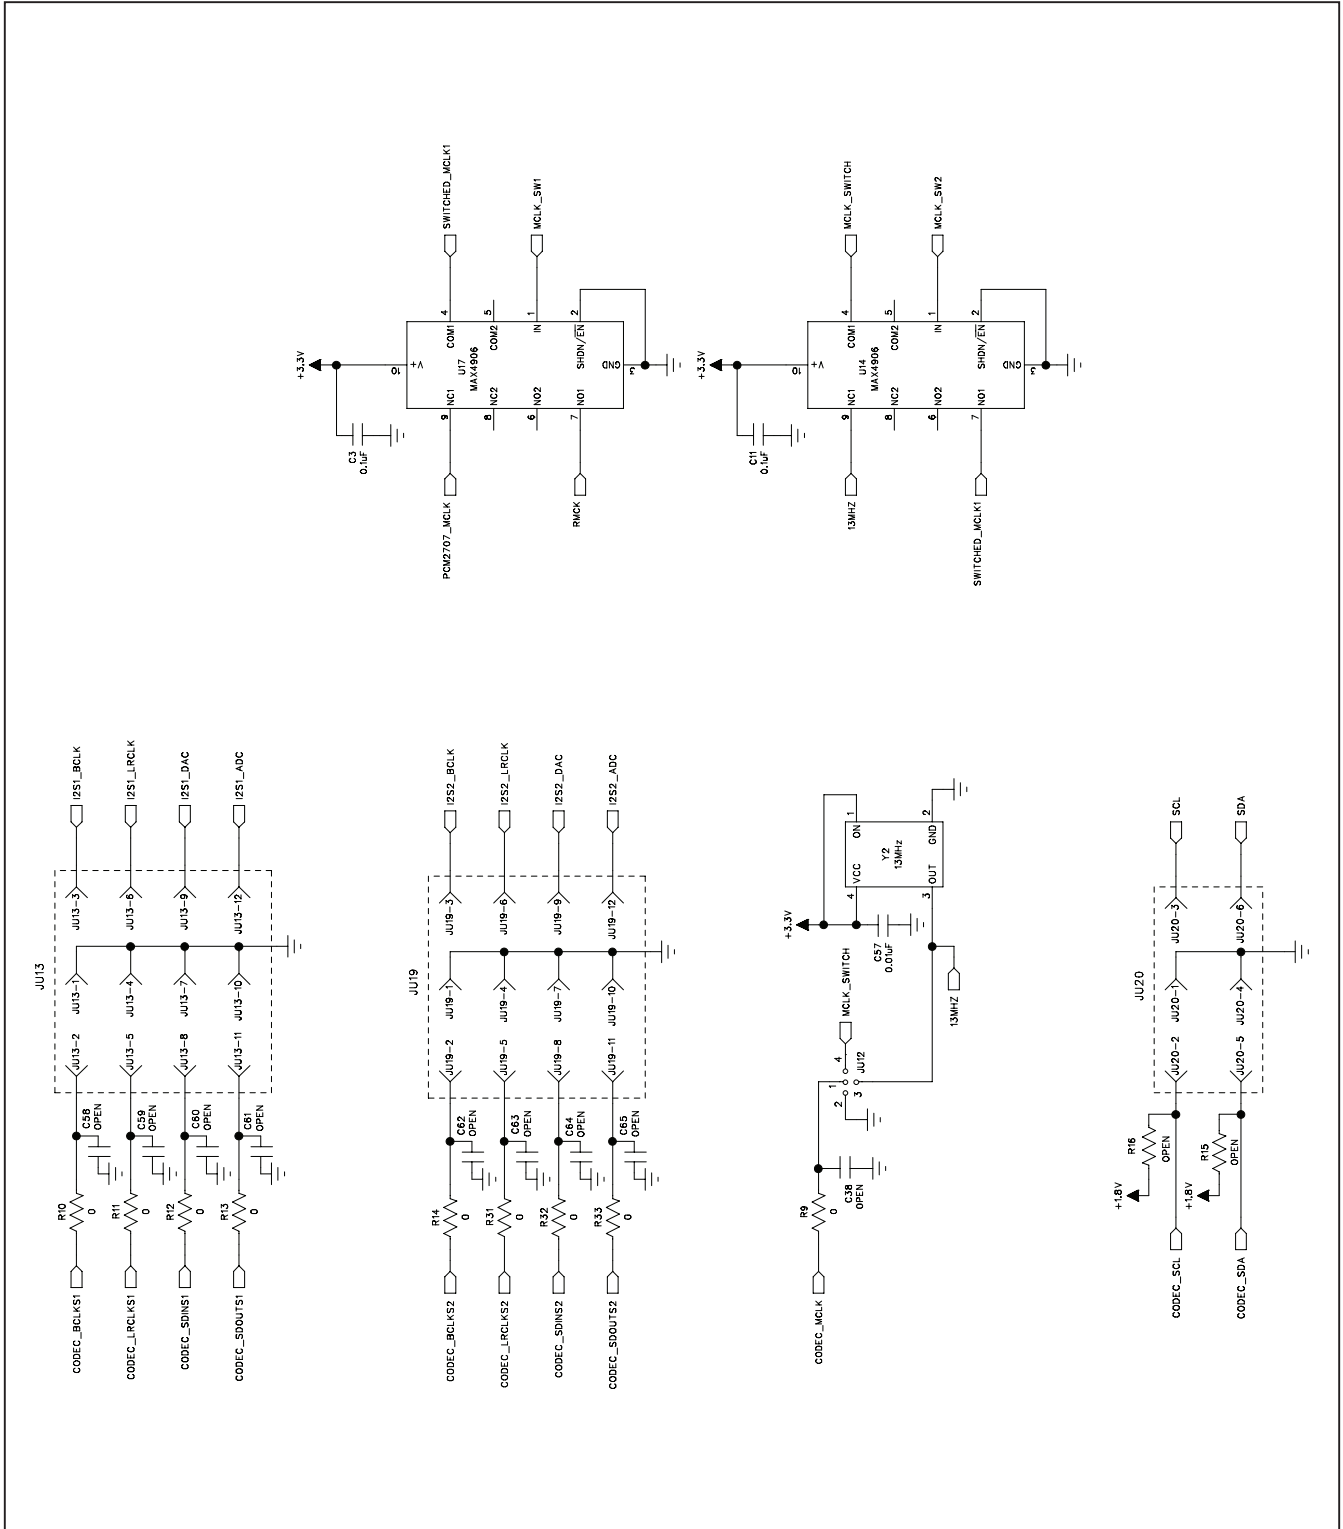 SWITCHED_MCLK1
MCLK_SW1
4
5
1
2
COM1
COM2
IN
SHDN/EN
+3.3V
10
V+
U17
MAX4906
GND
3
NC1
NC2
NO2
NO1
9
8
6
7
C3
0.1uF
PCM2707_MCLK
RMCK
MCLK_SWITCH
MCLK_SW2
4
5
1
2
COM1
COM2
IN
SHDN/EN
+3.3V
10
V+
U14
MAX4906
GND
3
NC1
NC2
NO2
NO1
9
8
6
7
C11
0.1uF
13MHZ
SWITCHED_MCLK1
I2S1_BCLK
I2S1_LRCLK
I2S1_DAC
I2S1_ADC
JU13
JU13-3
JU13-6
JU13-9
JU13-12
JU13-1
JU13-4
JU13-7
JU13-10
JU13-2
JU13-5
JU13-8
JU13-11
C58
OPEN
C59
OPEN
C60
OPEN
C61
OPEN
R10
0
R11
0
R12
0
R13
0
CODEC_BCLKS1
CODEC_LRCLKS1
CODEC_SDINS1
CODEC_SDOUTS1
I2S2_BCLK
I2S2_LRCLK
I2S2_DAC
I2S2_ADC
JU19
JU19-3
JU19-6
JU19-9
JU19-12
JU19-1
JU19-4
JU19-7
JU19-10
JU19-2
JU19-5
JU19-8
JU19-11
C62
OPEN
C63
OPEN
C64
OPEN
C65
OPEN
R14
0
R31
0
R32
0
R33
0
CODEC_BCLKS2
CODEC_LRCLKS2
CODEC_SDINS2
CODEC_SDOUTS2
1
2
ON
GND
Y2
13MHz
VCC
OUT
4
3
+3.3V
C57
0.01uF
13MHZ
MCLK_SWITCH
4
JU12
1
3
2
C38
OPEN
R9
0
CODEC_MCLK
SCL
SDA
JU20
JU20-3
JU20-6
JU20-1
JU20-4
JU20-2
JU20-5
R16
OPEN
R15
OPEN
+1.8V
+1.8V
CODEC_SCL
CODEC_SDA